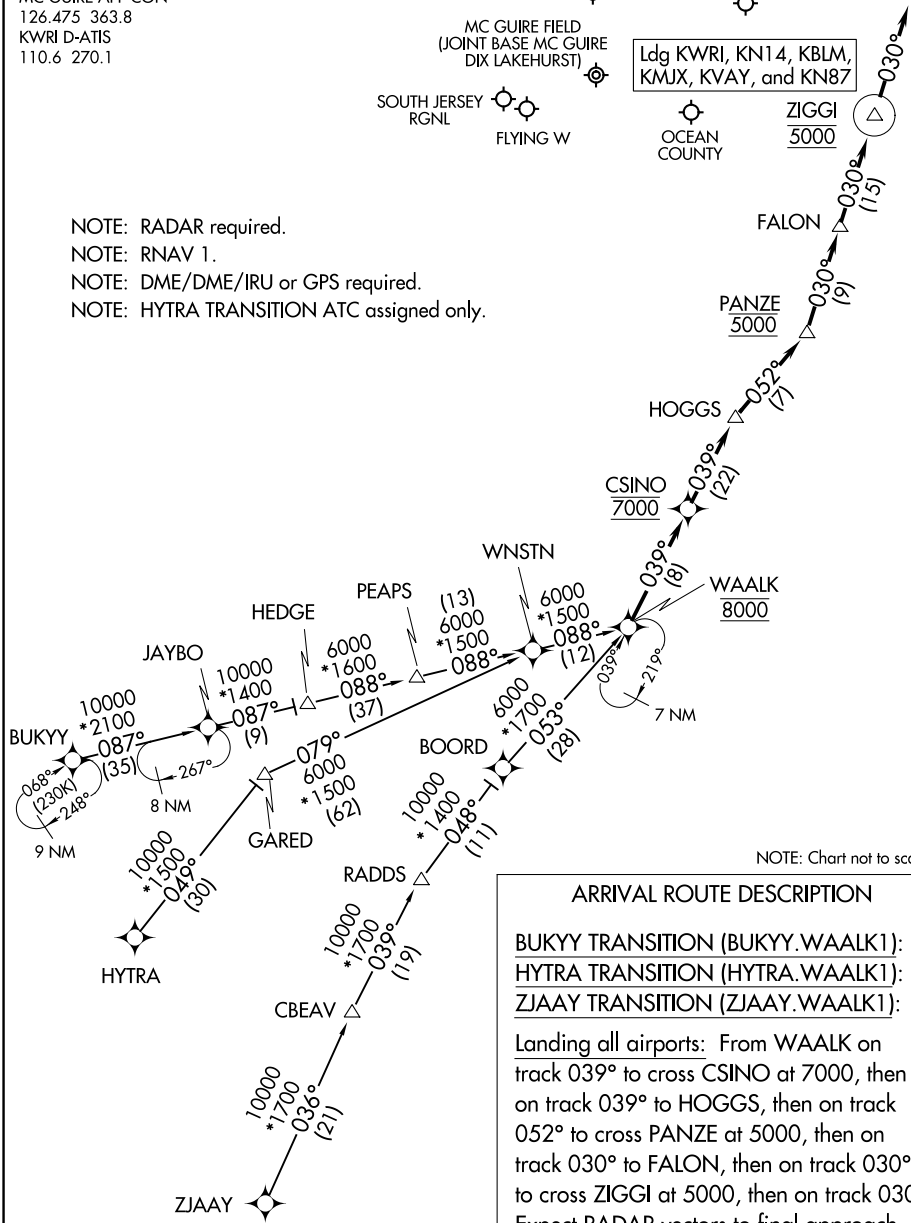 126.475 363.8
KWRI D-ATIS
110.6 270.1
MC GUIRE FIELD
(JOINT BASE MC GUIRE
DIX LAKEHURST)
Ldg KWRI, KN14, KBLM,
KMJX, KVAY, and KN87
SOUTH JERSEY
RGNL
FLYING W
OCEAN
COUNTY
030°
ZIGGI
5000
030°
(15)
FALON
NOTE: RADAR required.
NOTE: RNAV 1.
NOTE: DME/DME/IRU or GPS required.
NOTE: HYTRA TRANSITION ATC assigned only.
030°
(9)
PANZE
5000
052°
(7)
HOGGS
039°
(22)
CSINO
7000
039°
(8)
WAALK
8000
039°
219°
7 NM
WNSTN
6000
*1500
088°
(12)
PEAPS
(13)
6000
*1500
088°
HEDGE
6000
*1600
088°
(37)
JAYBO
10000
*1400
087°
(9)
267°
8 NM
BUKYY
10000
*2100
087°
(35)
068°
(230K)
248°
9 NM
079°
6000
*1500
(62)
GARED
10000
*1500
049°
(30)
HYTRA
6000
*1700
053°
(28)
BOORD
10000
*1400
048°
(11)
RADDS
10000
*1700
039°
(19)
CBEAV
10000
*1700
036°
(21)
ZJAAY
NOTE: Chart not to
ARRIVAL ROUTE DESCRIPTION
BUKYY TRANSITION (BUKYY.WAALK1):
HYTRA TRANSITION (HYTRA.WAALK1):
ZJAAY TRANSITION (ZJAAY.WAALK1):
Landing all airports: From WAALK on
track 039° to cross CSINO at 7000, then
on track 039° to HOGGS, then on track
052° to cross PANZE at 5000, then on
track 030° to FALON, then on track 030°
to cross ZIGGI at 5000, then on track 030
Expect RADAR vectors to final approach